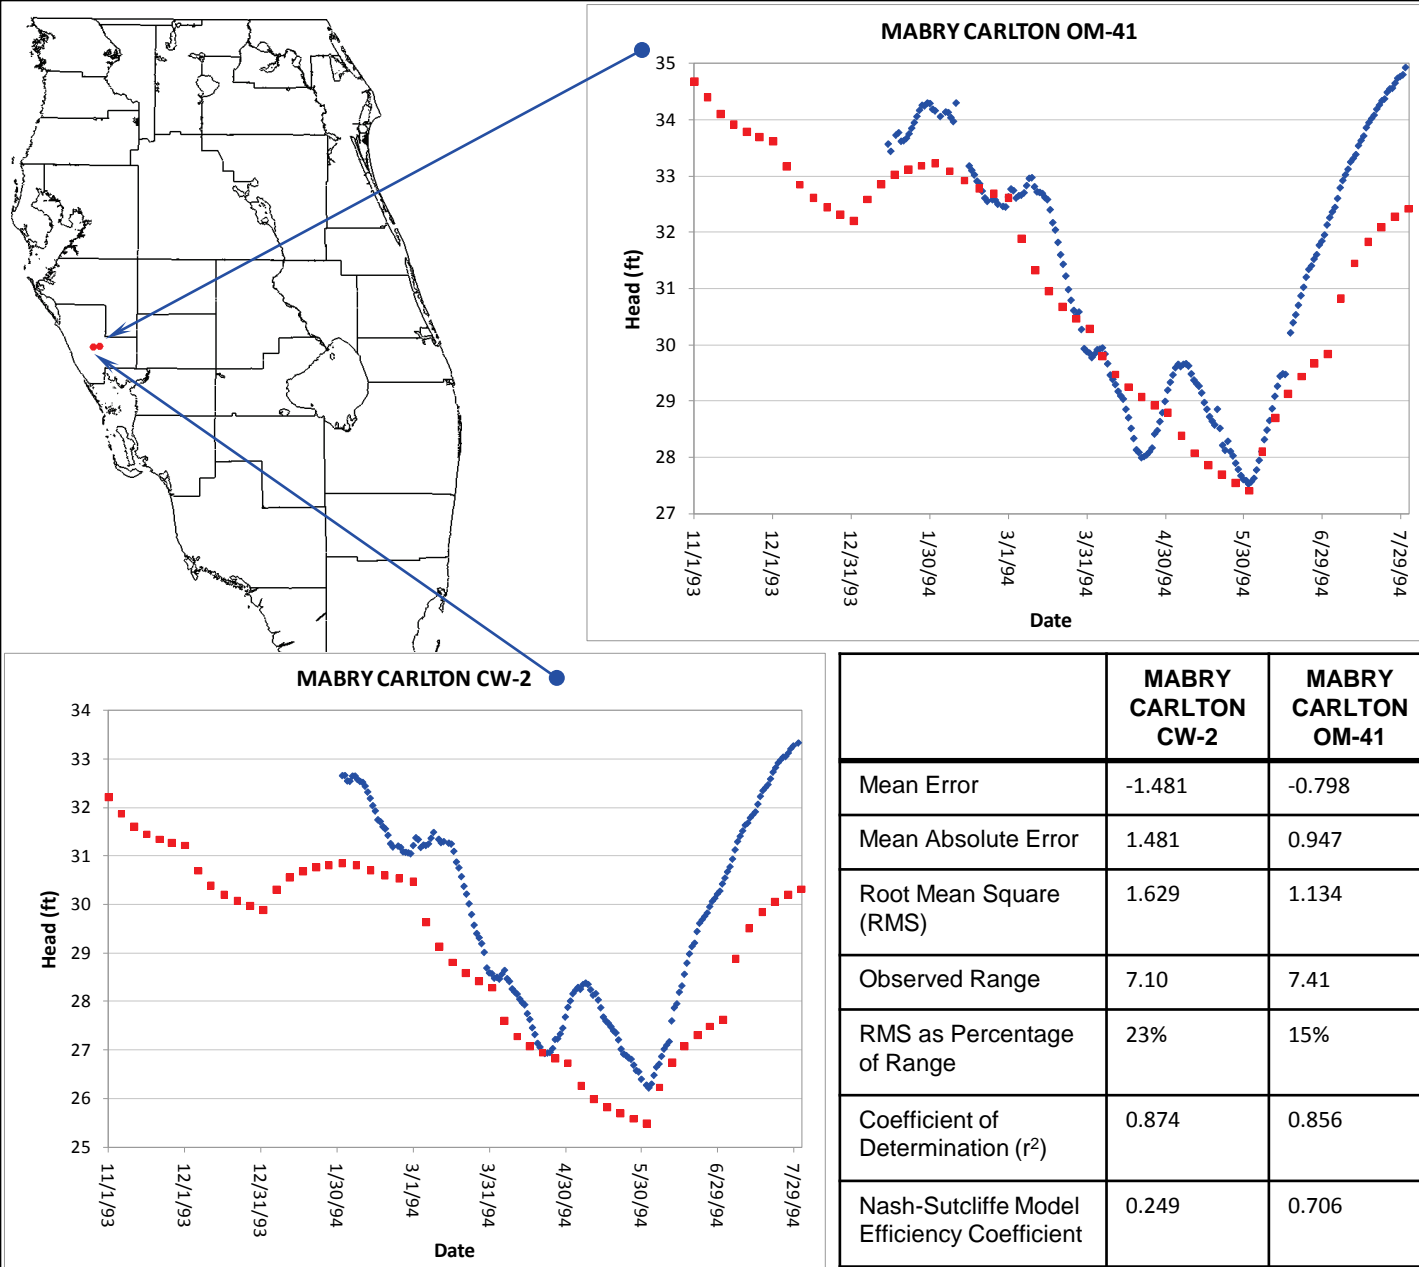 MABRY CARLTON OM-41
35
34
33
32
31
30
29
28
27
Head (ft)
11/1/93
12/1/93
12/31/93
1/30/94
3/1/94
3/31/94
4/30/94
5/30/94
6/29/94
7/29/94
Date
MABRY CARLTON CW-2
34
33
32
31
30
29
28
27
26
25
Head (ft)
11/1/93
12/1/93
12/31/93
1/30/94
3/1/94
3/31/94
4/30/94
5/30/94
6/29/94
7/29/94
Date
MABRY
CARLTON
CW-2
MABRY
CARLTON
OM-41
Mean Error
-1.481
-0.798
Mean Absolute Error
1.481
0.947
Root Mean Square
(RMS)
1.629
1.134
Observed Range
7.10
7.41
RMS as Percentage
of Range
23%
15%
Coefficient of
Determination (r²)
0.874
0.856
Nash-Sutcliffe Model
Efficiency Coefficient
0.249
0.706